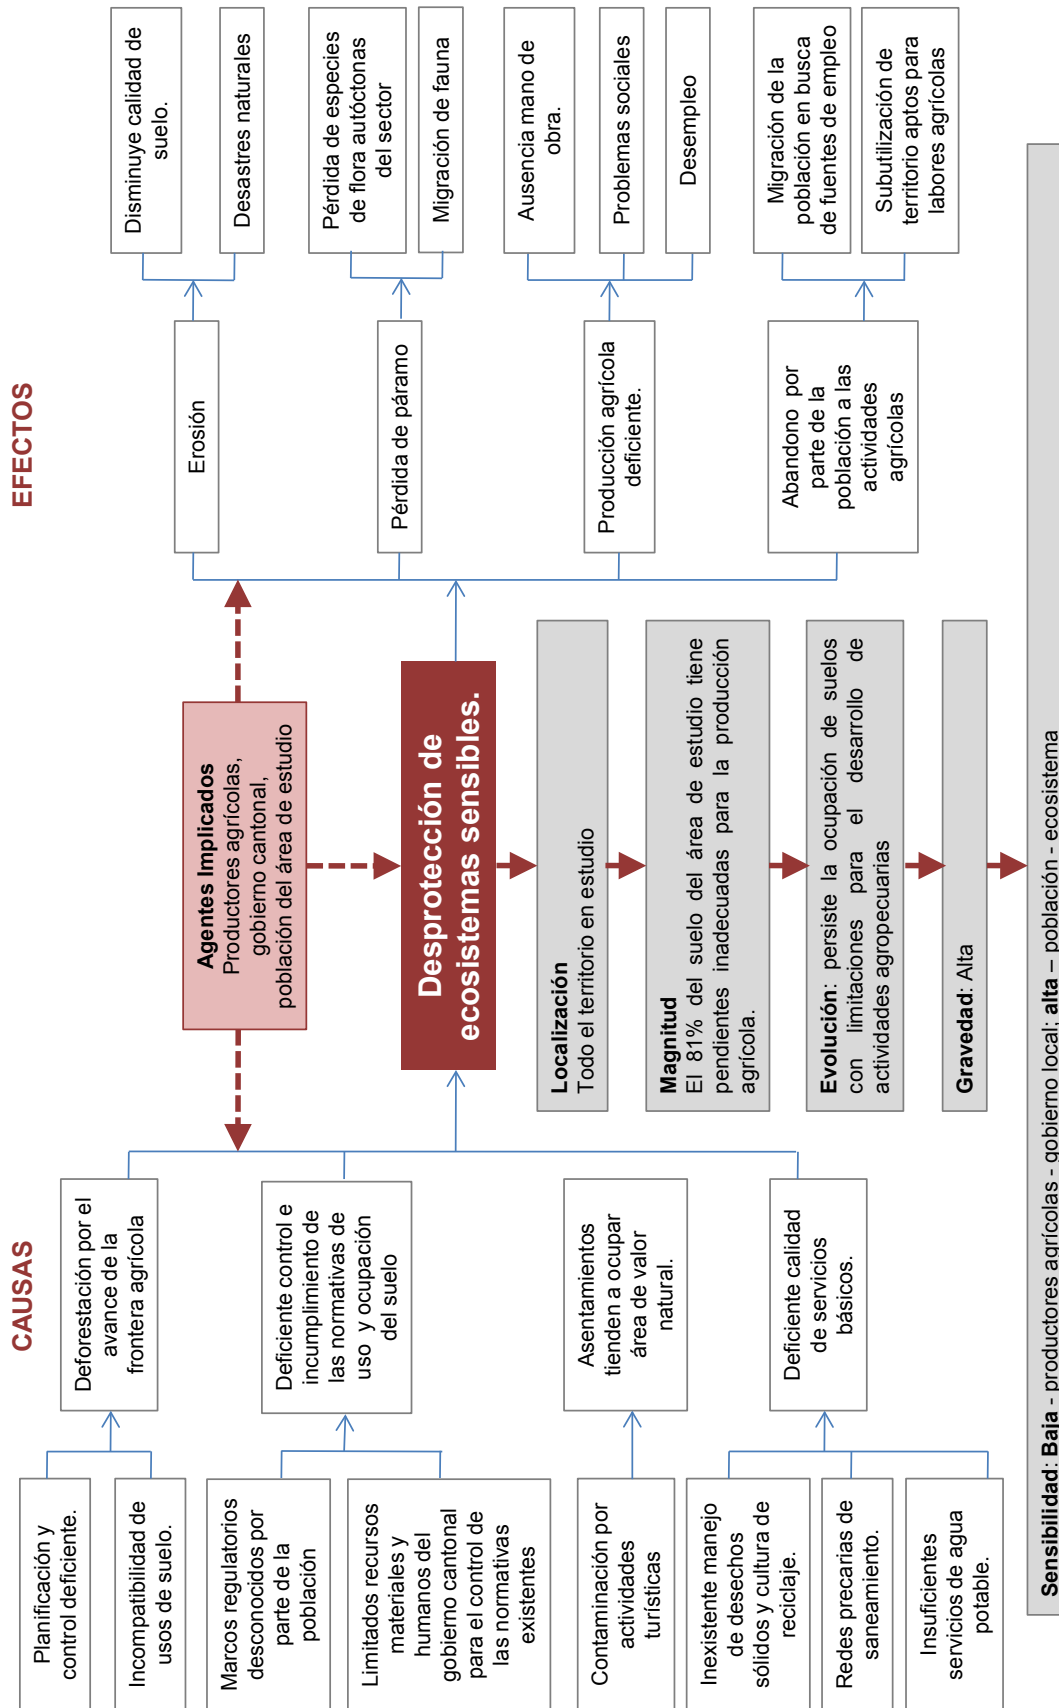 CAUSAS
EFECTOS
Planificación y
control deficiente.
Incompatibilidad de
usos de suelo.
Marcos regulatorios
desconocidos por
parte de la
población
Limitados recursos
materiales y
humanos del
gobierno cantonal
para el control de
las normativas
existentes
Contaminación por
actividades
turísticas
Inexistente manejo
de desechos
sólidos y cultura de
reciclaje.
Redes precarias de
saneamiento.
Insuficientes
servicios de agua
potable.
Deforestación por el
avance de la
frontera agrícola
Deficiente control e
incumplimiento de
las normativas de
uso y ocupación
del suelo
Asentamientos
tienden a ocupar
área de valor
natural.
Deficiente calidad
de servicios
básicos.
Agentes Implicados
Productores agrícolas,
gobierno cantonal,
población del área de estudio
Desprotección de
ecosistemas sensibles.
Localización
Todo el territorio en estudio
Magnitud
El 81% del suelo del área de estudio tiene
pendientes inadecuadas para la producción
agrícola.
Evolución: persiste la ocupación de suelos
con limitaciones para el desarrollo de
actividades agropecuarias
Gravedad: Alta
Sensibilidad: Baja - productores agrícolas - gobierno local; alta – población - ecosistema
Erosión
Pérdida de páramo
Producción agrícola
deficiente.
Abandono por
parte de la
población a las
actividades
agrícolas
Disminuye calidad de
suelo.
Desastres naturales
Pérdida de especies
de flora autóctonas
del sector
Migración de fauna
Ausencia mano de
obra.
Problemas sociales
Desempleo
Migración de la
población en busca
de fuentes de empleo
Subutilización de
territorio aptos para
labores agrícolas